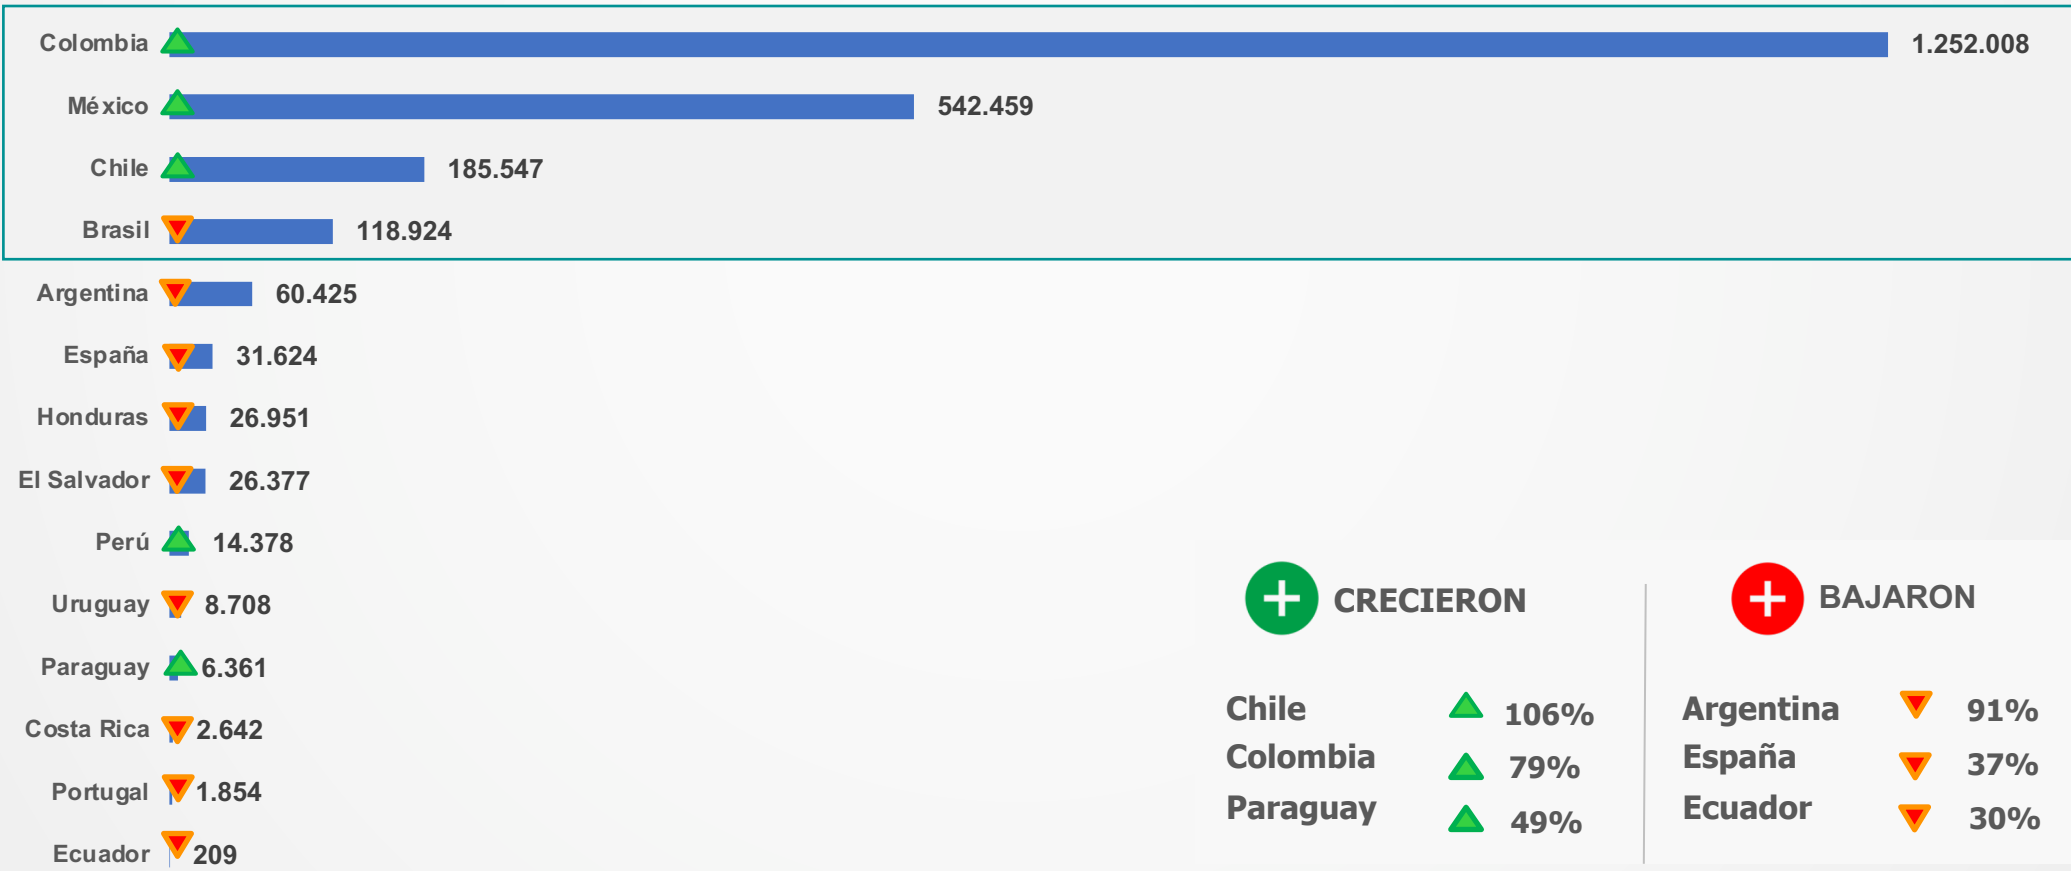 Colombia 1.252.008
México 542.459
Chile 185.547
Brasil 118.924
Argentina 60.425
España 31.624
Honduras 26.951
El Salvador 26.377
Perú 14.378
Uruguay 8.708
Paraguay 6.361
Costa Rica 2.642
Portugal 1.854
Ecuador 209
+ CRECIERON
Chile 106%
Colombia 79%
Paraguay 49%
+ BAJARON
Argentina 91%
España 37%
Ecuador 30%